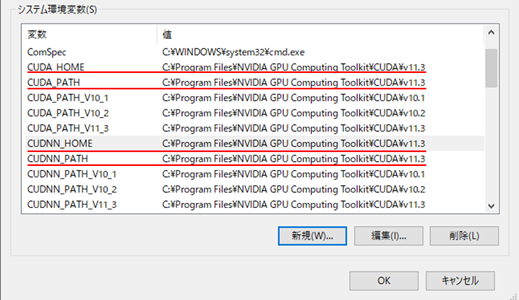 システム環境変数(S)
変数 値
ComSpec C:¥WINDOWS¥system32¥cmd.exe
CUDA_HOME C:¥Program Files¥NVIDIA GPU Computing Toolkit¥CUDA¥v11.3
CUDA_PATH C:¥Program Files¥NVIDIA GPU Computing Toolkit¥CUDA¥v11.3
CUDA_PATH_V10_1 C:¥Program Files¥NVIDIA GPU Computing Toolkit¥CUDA¥v10.1
CUDA_PATH_V10_2 C:¥Program Files¥NVIDIA GPU Computing Toolkit¥CUDA¥v10.2
CUDA_PATH_V11_3 C:¥Program Files¥NVIDIA GPU Computing Toolkit¥CUDA¥v11.3
CUDNN_HOME C:¥Program Files¥NVIDIA GPU Computing Toolkit¥CUDA¥v11.3
CUDNN_PATH C:¥Program Files¥NVIDIA GPU Computing Toolkit¥CUDA¥v11.3
CUDNN_PATH_V10_1 C:¥Program Files¥NVIDIA GPU Computing Toolkit¥CUDA¥v10.1
CUDNN_PATH_V10_2 C:¥Program Files¥NVIDIA GPU Computing Toolkit¥CUDA¥v10.2
CUDNN_PATH_V11_3 C:¥Program Files¥NVIDIA GPU Computing Toolkit¥CUDA¥v11.3
新規(W)... 編集(I)... 削除(L)
OK キャンセル